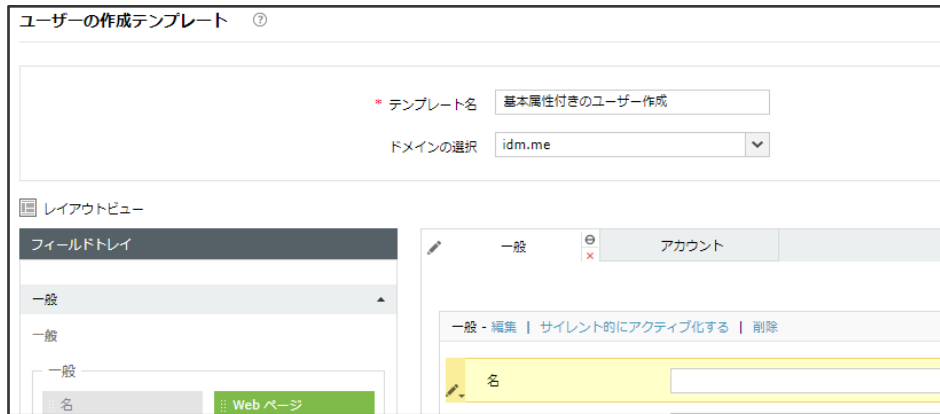 ユーザーの作成テンプレート ?
* テンプレート名 基本属性付きのユーザー作成
ドメインの選択 idm.me
レイアウトビュー
フィールドトレイ
一般 アカウント
一般
一般 - 編集 | サイレント的にアクティブ化する | 削除
一般
一般
名
名 Web ページ